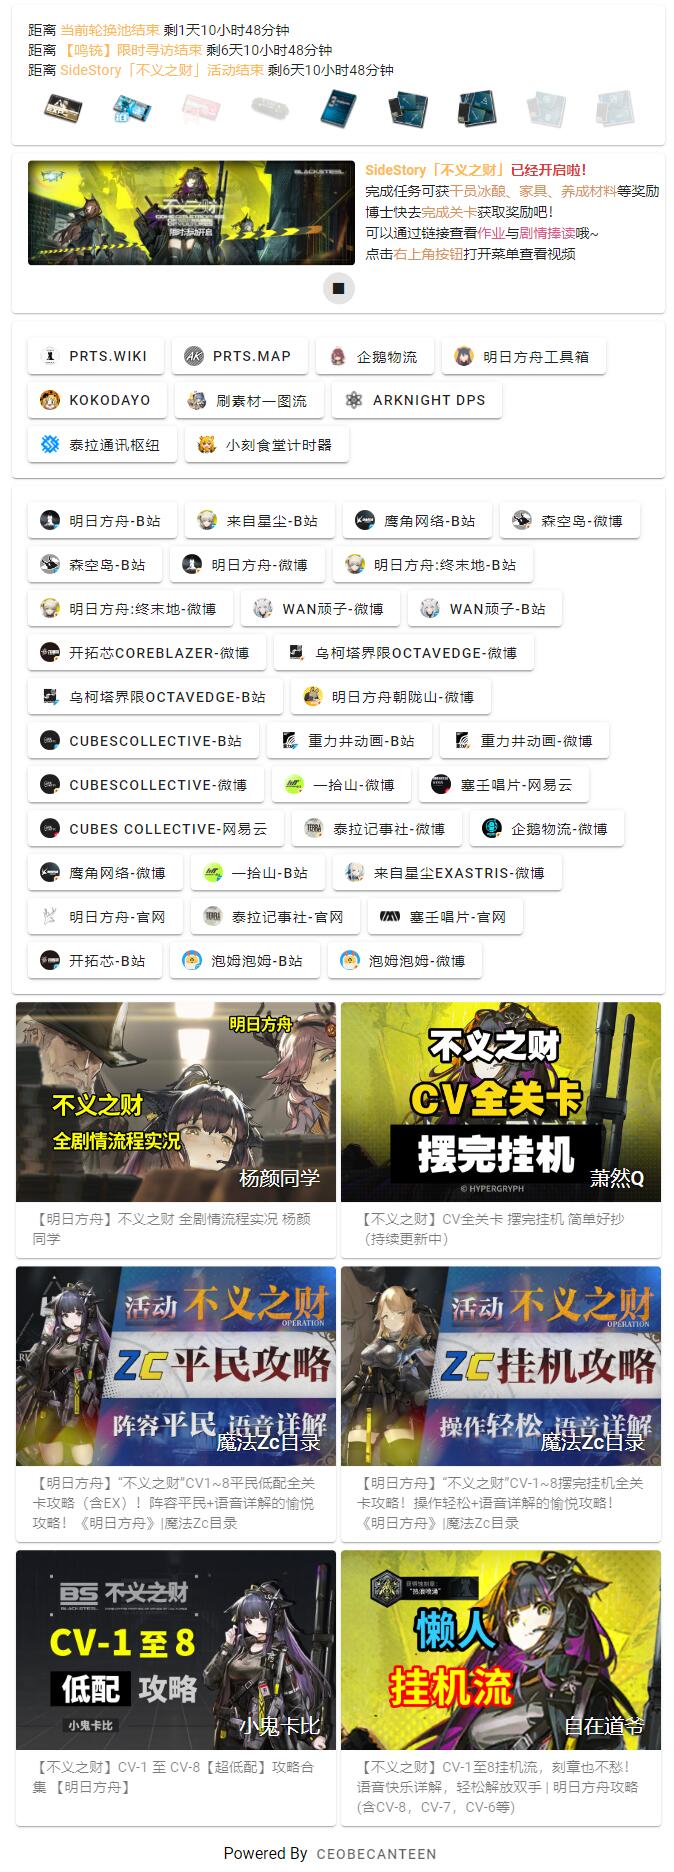 距离 当前轮换池结束 剩1天10小时48分钟
距离 【鸣铳】限时寻访结束 剩6天10小时48分钟
距离 SideStory「不义之财」活动结束 剩6天10小时48分钟
BLACKSTEEL
不义之财
限时活动开启
SideStory「不义之财」已经开启啦！
完成任务可获干员冰酿、家具、养成材料等奖励
博士快去完成关卡获取奖励吧！
可以通过链接查看作业与剧情捧读哦~
点击右上角按钮打开菜单查看视频
PRTS.WIKI
PRTS.MAP
企鹅物流
明日方舟工具箱
KOKODAYO
刷素材一图流
ARKNIGHT DPS
泰拉通讯枢纽
小刻食堂计时器
明日方舟-B站
来自星尘-B站
鹰角网络-B站
森空岛-微博
森空岛-B站
明日方舟-微博
明日方舟:终末地-B站
明日方舟:终末地-微博
WAN顽子-微博
WAN顽子-B站
开拓芯COREBLAZER-微博
乌柯塔界限OCTAVEDGE-微博
乌柯塔界限OCTAVEDGE-B站
明日方舟朝陇山-微博
CUBESCOLLECTIVE-B站
重力井动画-B站
重力井动画-微博
CUBESCOLLECTIVE-微博
一拾山-微博
塞壬唱片-网易云
CUBES COLLECTIVE-网易云
泰拉记事社-微博
企鹅物流-微博
鹰角网络-微博
一拾山-B站
来自星尘EXASTRIS-微博
明日方舟-官网
泰拉记事社-官网
塞壬唱片-官网
开拓芯-B站
泡姆泡姆-B站
泡姆泡姆-微博
明日方舟
不义之财
全剧情流程实况
杨颜同学
【明日方舟】不义之财 全剧情流程实况 杨颜
同学
不义之财
CV全关卡
摆完挂机
萧然Q
© HYPERGRYPH
【不义之财】CV全关卡 摆完挂机 简单好抄
（持续更新中）
活动 不义之财
OPERATION
ZC平民攻略
阵容平民 语音详解
魔法Zc目录
【明日方舟】“不义之财”CV1~8平民低配全关
卡攻略（含EX）！阵容平民+语音详解的愉悦
攻略！《明日方舟》|魔法Zc目录
活动 不义之财
OPERATION
ZC挂机攻略
操作轻松 语音详解
魔法Zc目录
【明日方舟】“不义之财”CV-1~8摆完挂机全关
卡攻略！操作轻松+语音详解的愉悦攻略！
《明日方舟》|魔法Zc目录
BS 不义之财
BLACKSTEEL
CV-1 至 8
低配 攻略
小鬼卡比
小鬼卡比
【不义之财】CV-1 至 CV-8【超低配】攻略合
集 【明日方舟】
获得蚀刻章:
“热浪喷涌”
懒人
挂机流
自在道爷
【不义之财】CV-1至8挂机流，刻章也不愁！
语音快乐详解，轻松解放双手 | 明日方舟攻略
(含CV-8，CV-7，CV-6等)
Powered By CEOBECANTEEN